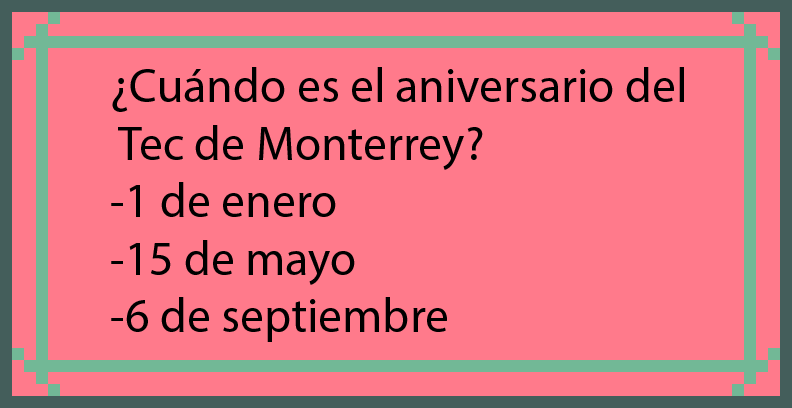 ¿Cuándo es el aniversario del
Tec de Monterrey?
-1 de enero
-15 de mayo
-6 de septiembre